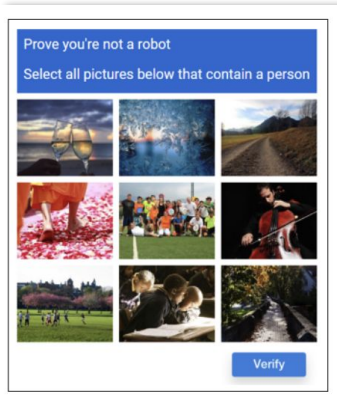 Prove you're not a robot
Select all pictures below that contain a person
Verify